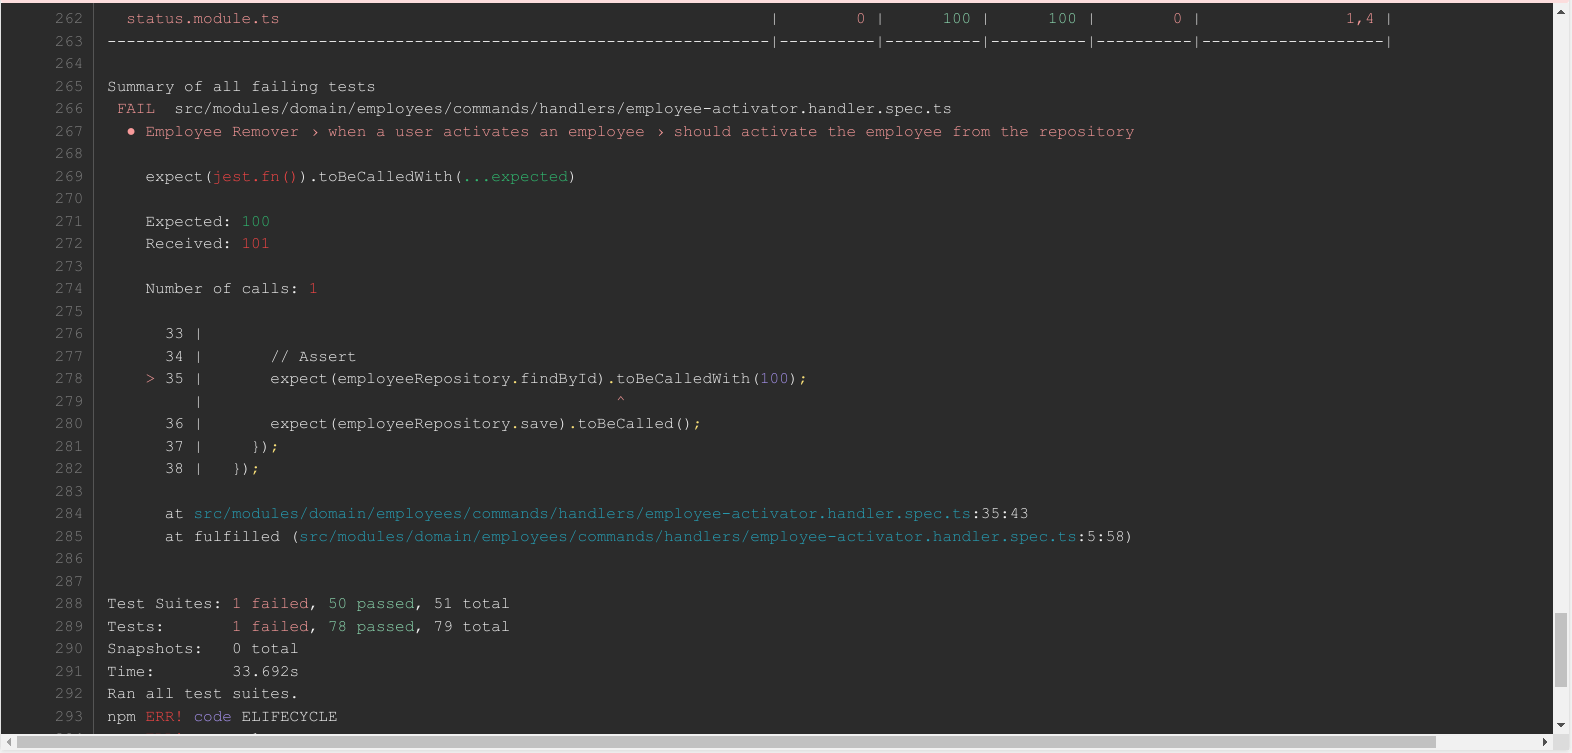 262 status.module.ts | 0 | 100 | 100 | 0 | 1,4 |
263 ---------------------------------------------------------------------|----------|----------|----------|----------|-------------------|
264
265 Summary of all failing tests
266 FAIL src/modules/domain/employees/commands/handlers/employee-activator.handler.spec.ts
267 ● Employee Remover › when a user activates an employee › should activate the employee from the repository
268
269 expect(jest.fn()).toBeCalledWith(...expected)
270
271 Expected: 100
272 Received: 101
273
274 Number of calls: 1
275
276 33 |
277 34 | // Assert
278 > 35 | expect(employeeRepository.findById).toBeCalledWith(100);
279 | ^
280 36 | expect(employeeRepository.save).toBeCalled();
281 37 | });
282 38 | });
283
284 at src/modules/domain/employees/commands/handlers/employee-activator.handler.spec.ts:35:43
285 at fulfilled (src/modules/domain/employees/commands/handlers/employee-activator.handler.spec.ts:5:58)
286
287
288 Test Suites: 1 failed, 50 passed, 51 total
289 Tests: 1 failed, 78 passed, 79 total
290 Snapshots: 0 total
291 Time: 33.692s
292 Ran all test suites.
293 npm ERR! code ELIFECYCLE